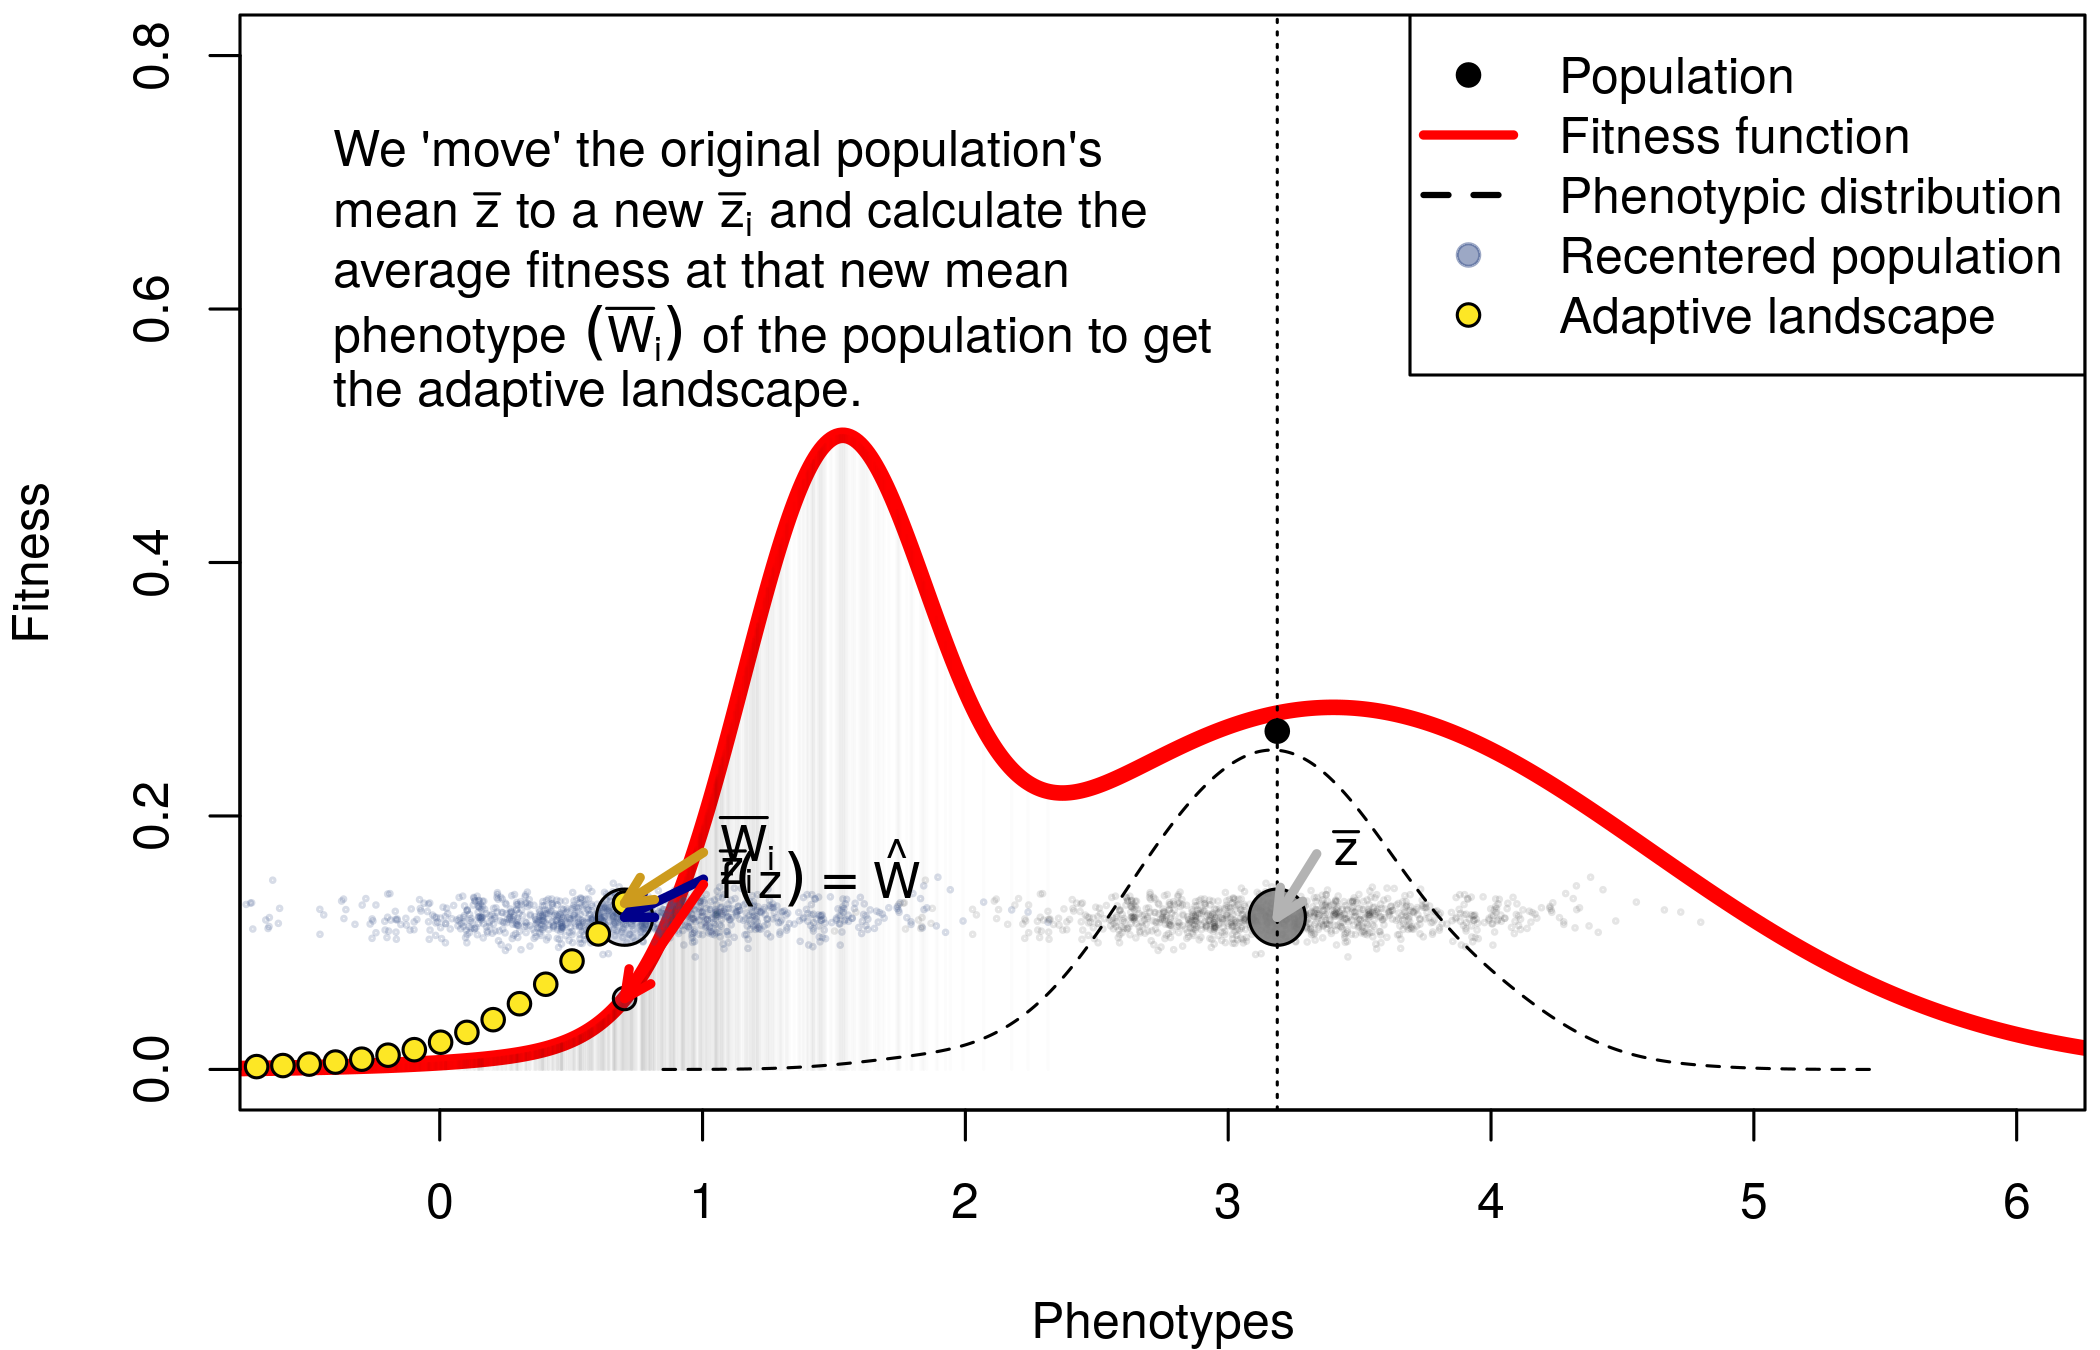 We 'move' the original population's
mean z̅ to a new z̅ᵢ and calculate the
average fitness at that new mean
phenotype (W̅ᵢ) of the population to get
the adaptive landscape.
Population
Fitness function
Phenotypic distribution
Recentered population
Adaptive landscape
Fitness
0.8
0.6
0.4
0.2
0.0
W̅ᵢ
z̅ᵢ
f(z) = Ŵ
z̅
0 1 2 3 4 5 6
Phenotypes